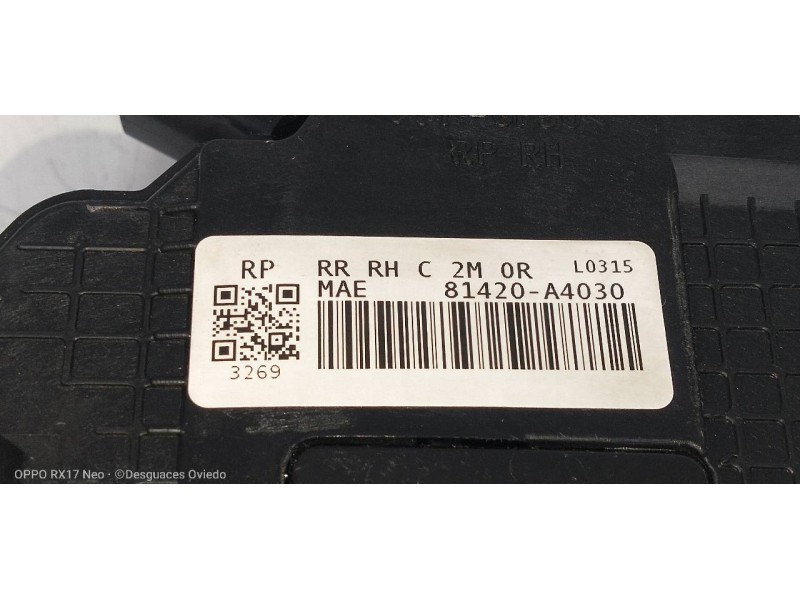 RP RH
RP RR RH C 2M 0R L0315
MAE 81420-A4030
3269
OPPO RX17 Neo · ©Desguaces Oviedo